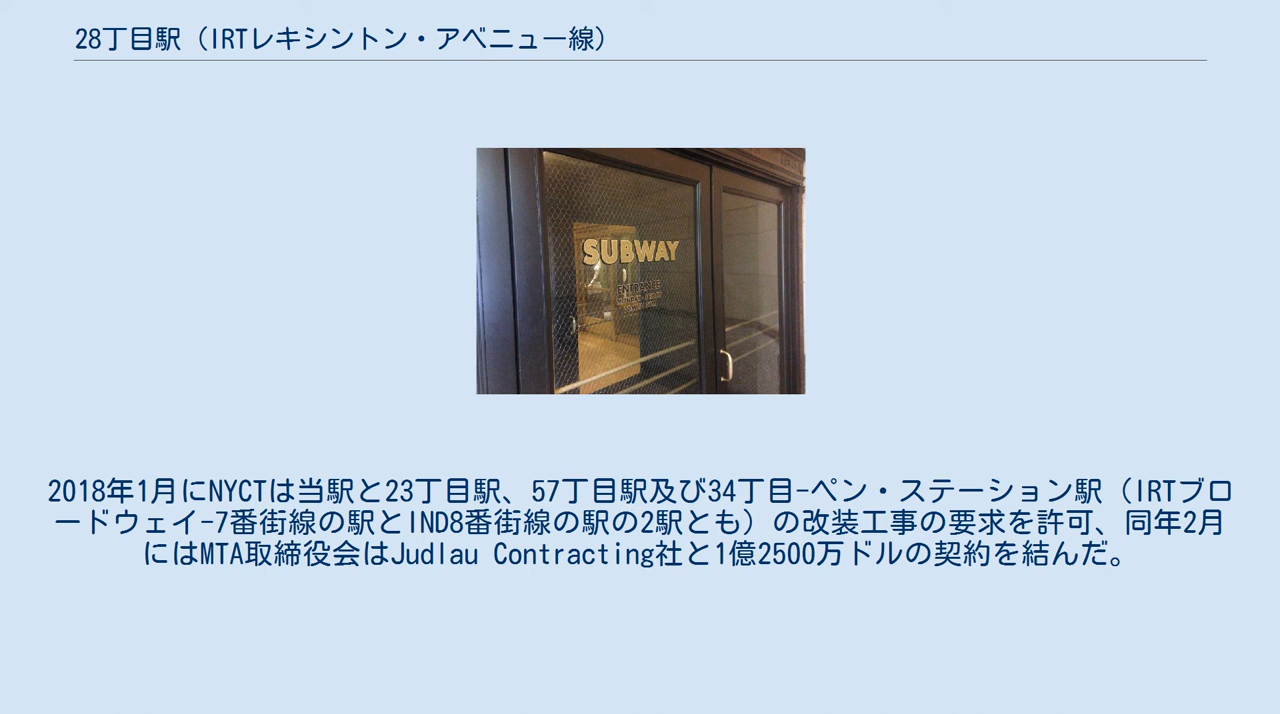 28丁目駅（IRTレキシントン・アベニュー線）
SUBWAY
ENTRANCE
2018年1月にNYCTは当駅と23丁目駅、57丁目駅及び34丁目-ペン・ステーション駅（IRTブロ
ードウェイ-7番街線の駅とIND8番街線の駅の2駅とも）の改装工事の要求を許可、同年2月
にはMTA取締役会はJudlau Contracting社と1億2500万ドルの契約を結んだ。